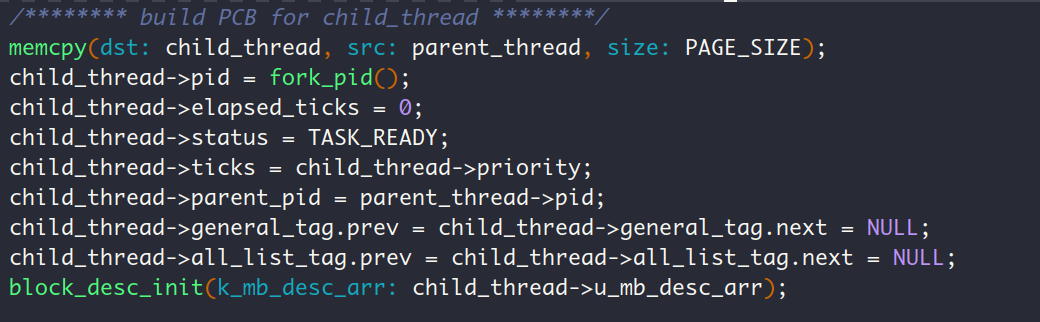 /******** build PCB for child_thread ********/
memcpy(dst: child_thread, src: parent_thread, size: PAGE_SIZE);
child_thread->pid = fork_pid();
child_thread->elapsed_ticks = 0;
child_thread->status = TASK_READY;
child_thread->ticks = child_thread->priority;
child_thread->parent_pid = parent_thread->pid;
child_thread->general_tag.prev = child_thread->general_tag.next = NULL;
child_thread->all_list_tag.prev = child_thread->all_list_tag.next = NULL;
block_desc_init(k_mb_desc_arr: child_thread->u_mb_desc_arr);